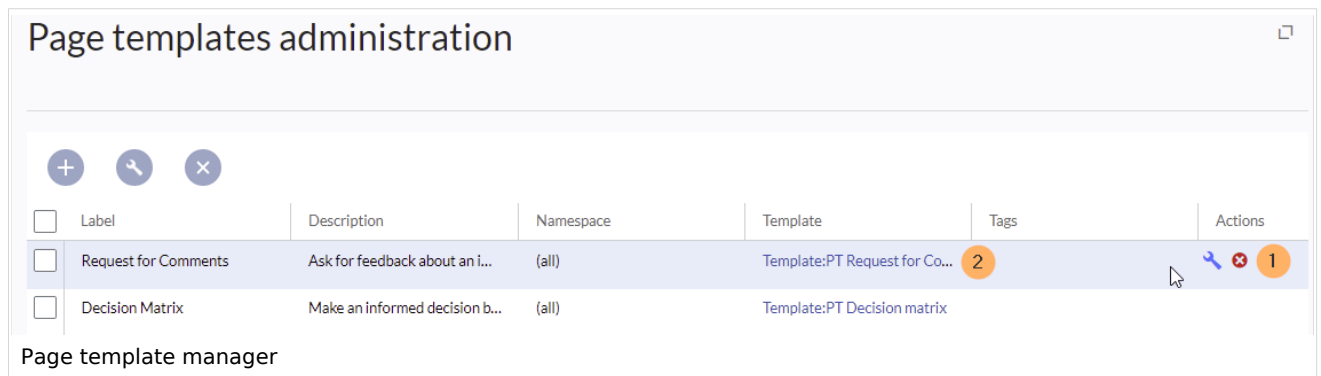 Page templates administration
Label Description Namespace Template Tags Actions
Request for Comments Ask for feedback about an i... (all) Template:PT Request for Co... 2 1
Decision Matrix Make an informed decision b... (all) Template:PT Decision matrix
Page template manager